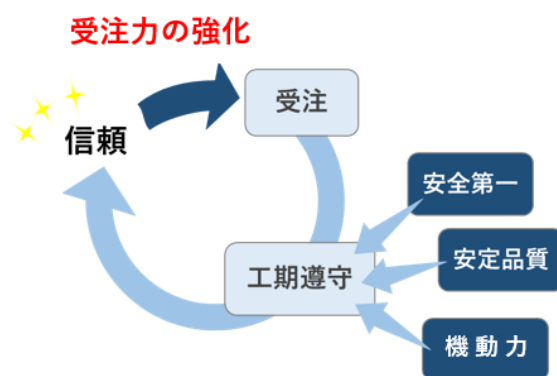 受注力の強化
受注
信頼
安全第一
安定品質
工期遵守
機動力